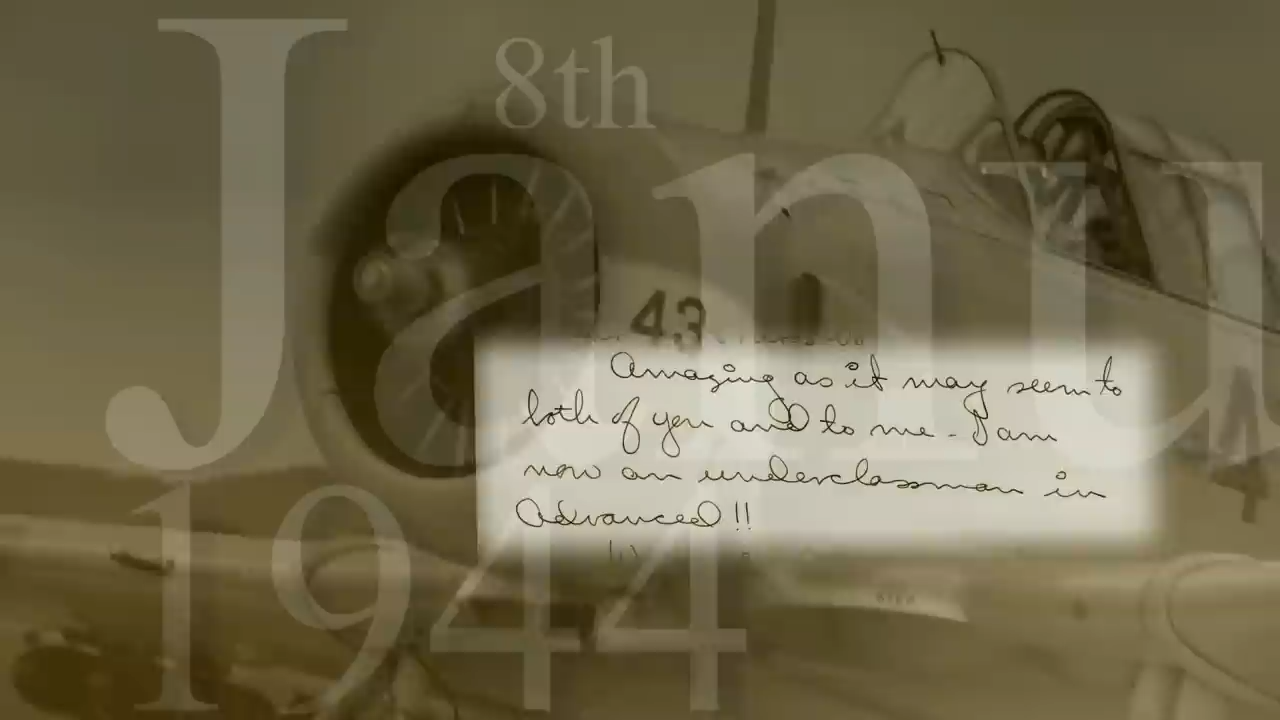 8th
Janu
1944
43
Amazing as it may seem to
both of you and to me - I am
now an underclassman in
Advanced!!